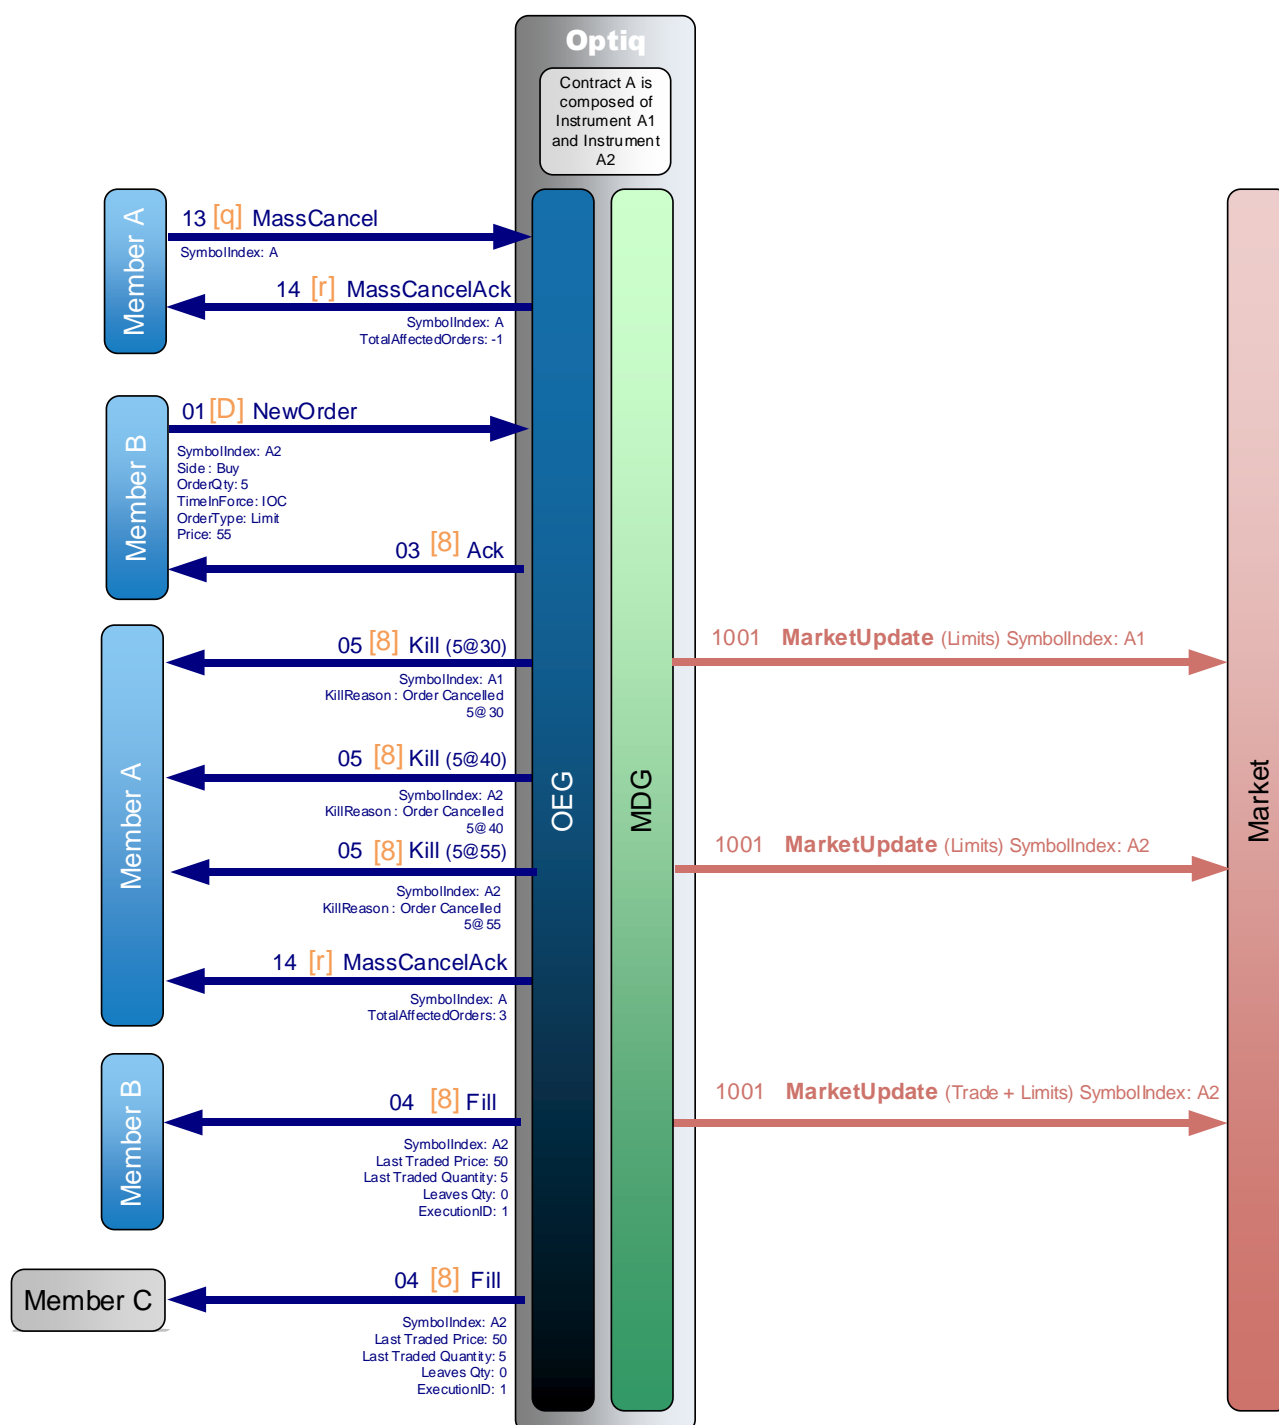 Optiq
Contract A is
composed of
Instrument A1
and Instrument
A2
Member A
13 [q] MassCancel
SymbolIndex: A
14 [r] MassCancelAck
SymbolIndex: A
TotalAffectedOrders: -1
Member B
01 [D] NewOrder
SymbolIndex: A2
Side : Buy
OrderQty: 5
TimeInForce: IOC
OrderType: Limit
Price: 55
03 [8] Ack
Member A
05 [8] Kill (5@30)
SymbolIndex: A1
KillReason : Order Cancelled
5@30
1001 MarketUpdate (Limits) SymbolIndex: A1
05 [8] Kill (5@40)
SymbolIndex: A2
KillReason : Order Cancelled
5@40
OEG
MDG
Market
05 [8] Kill (5@55)
SymbolIndex: A2
KillReason : Order Cancelled
5@55
1001 MarketUpdate (Limits) SymbolIndex: A2
14 [r] MassCancelAck
SymbolIndex: A
TotalAffectedOrders: 3
Member B
04 [8] Fill
SymbolIndex: A2
Last Traded Price: 50
Last Traded Quantity: 5
Leaves Qty: 0
ExecutionID: 1
1001 MarketUpdate (Trade + Limits) SymbolIndex: A2
Member C
04 [8] Fill
SymbolIndex: A2
Last Traded Price: 50
Last Traded Quantity: 5
Leaves Qty: 0
ExecutionID: 1